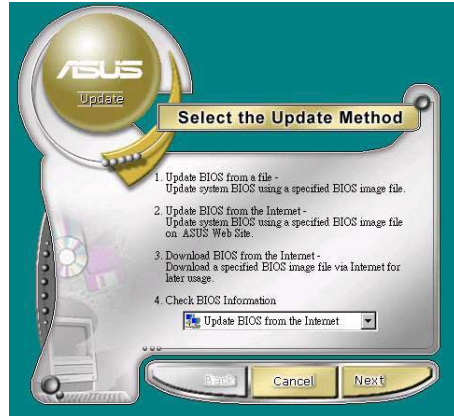 ASUS
Update
Select the Update Method
1. Update BIOS from a file -
Update system BIOS using a specified BIOS image file.
2. Update BIOS from the Internet -
Update system BIOS using a specified BIOS image file
on ASUS Web Site.
3. Download BIOS from the Internet -
Download a specified BIOS image file via Internet for
later usage.
4. Check BIOS Information
Update BIOS from the Internet
Back Cancel Next